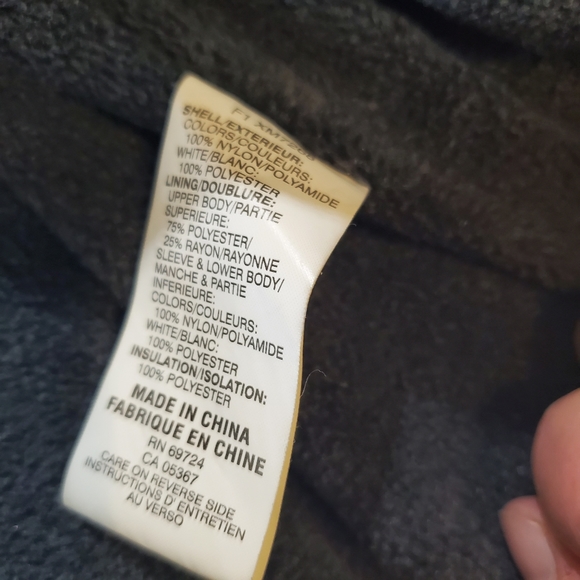 SHELL/EXTERIEUR:
COLORS/COULEURS:
100% NYLON/POLYAMIDE
WHITE/BLANC:
100% POLYESTER
LINING/DOUBLURE:
UPPER BODY/PARTIE
SUPERIEURE:
75% POLYESTER/
25% RAYON/RAYONNE
SLEEVE & LOWER BODY/
MANCHE & PARTIE
INFERIEURE:
COLORS/COULEURS:
100% NYLON/POLYAMIDE
WHITE/BLANC:
100% POLYESTER
INSULATION/ISOLATION:
100% POLYESTER
MADE IN CHINA
FABRIQUE EN CHINE
RN 69724
CA 05367
CARE ON REVERSE SIDE
INSTRUCTIONS D'ENTRETIEN
AU VERSO